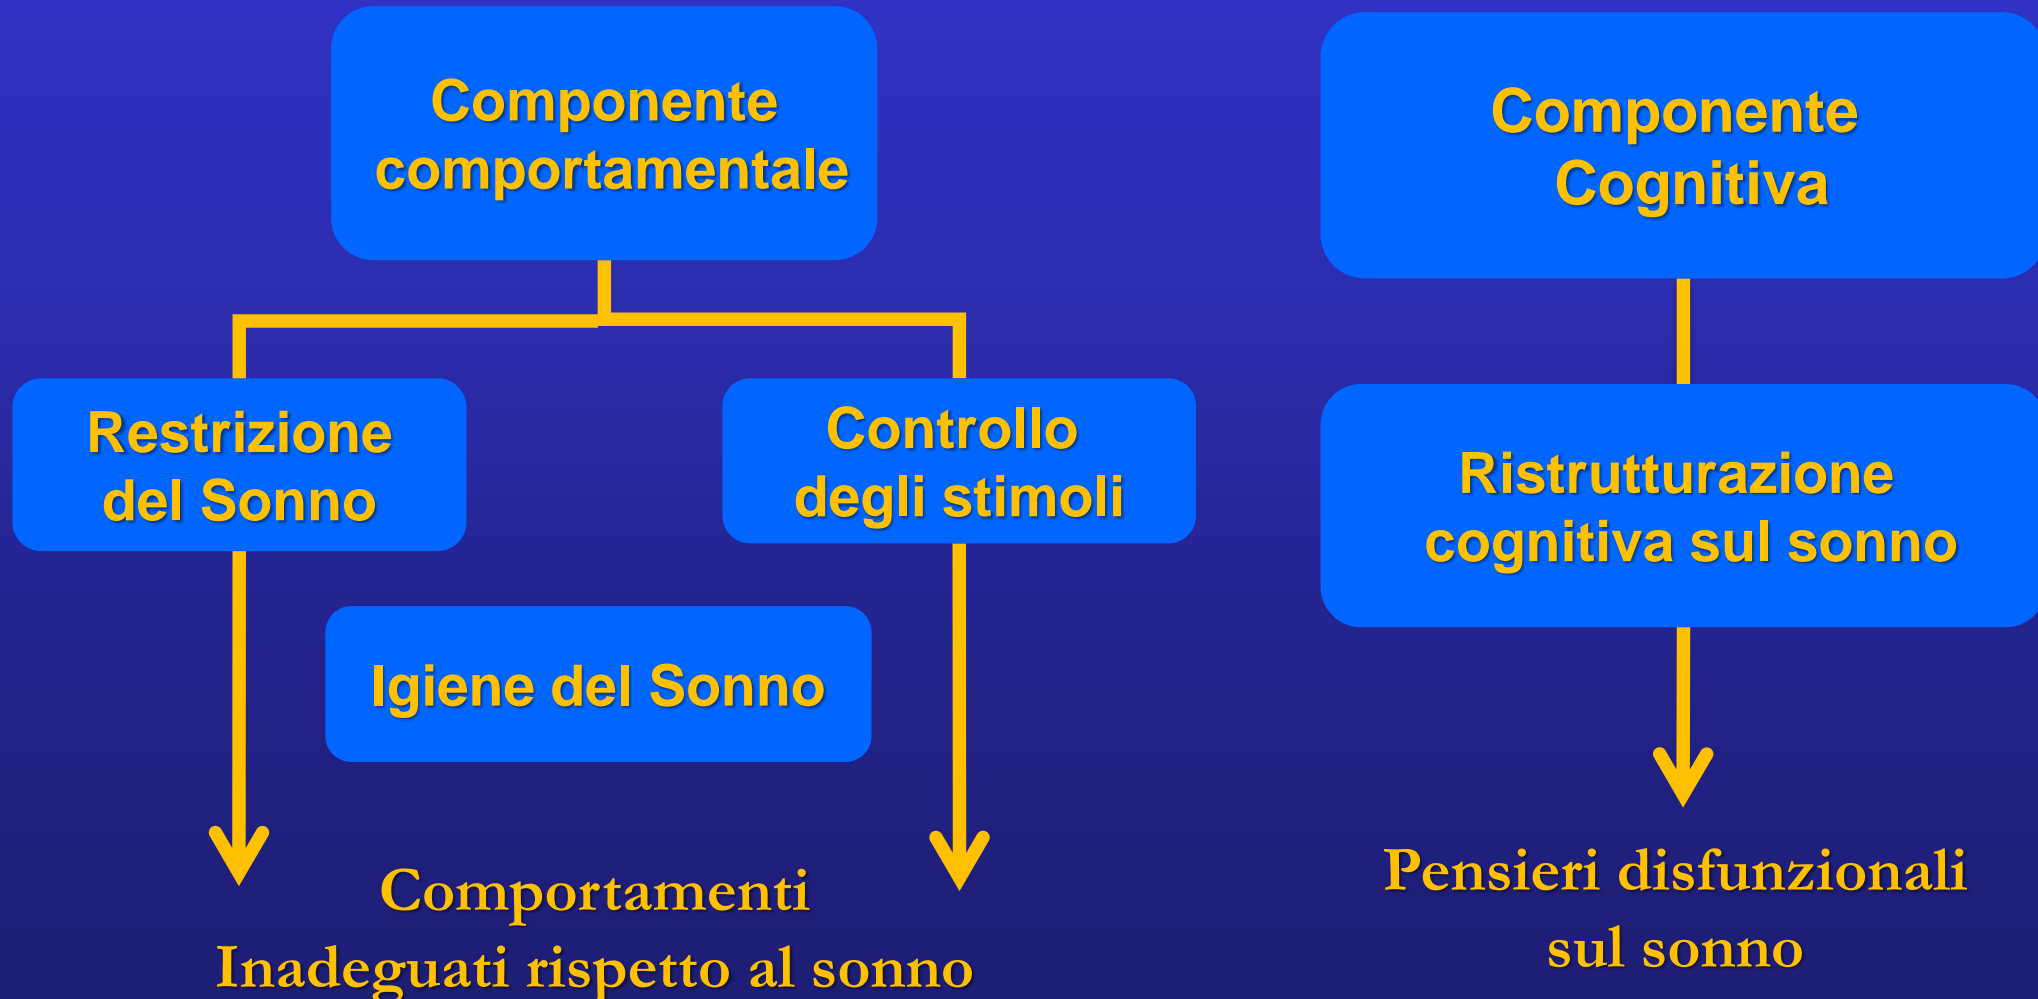 Componente
comportamentale
Componente
Cognitiva
Restrizione
del Sonno
Controllo
degli stimoli
Ristrutturazione
cognitiva sul sonno
Igiene del Sonno
Comportamenti
Inadeguati rispetto al sonno
Pensieri disfunzionali
sul sonno